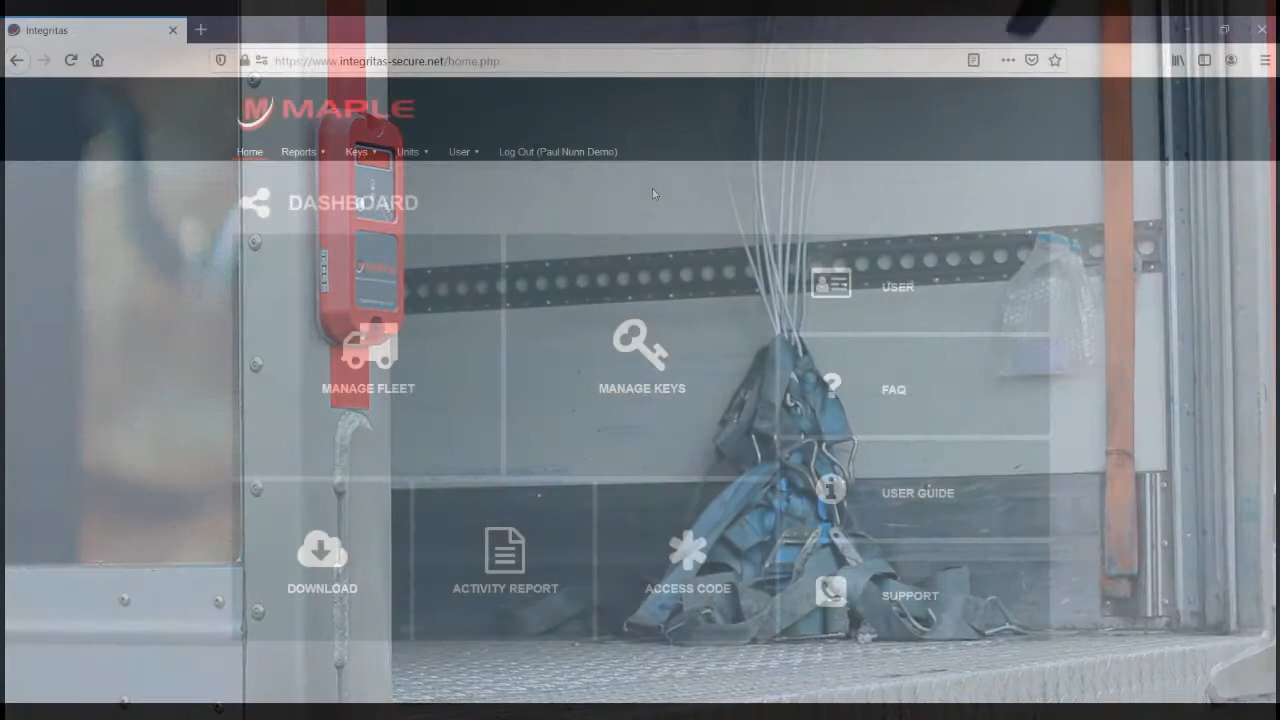 Integritas
https://www.integritas-secure.net/home.php
MAPLE
Home Reports Keys Units User Log Out (Paul Nunn Demo)
DASHBOARD
USER
MANAGE FLEET
MANAGE KEYS
FAQ
USER GUIDE
DOWNLOAD
ACTIVITY REPORT
ACCESS CODE
SUPPORT